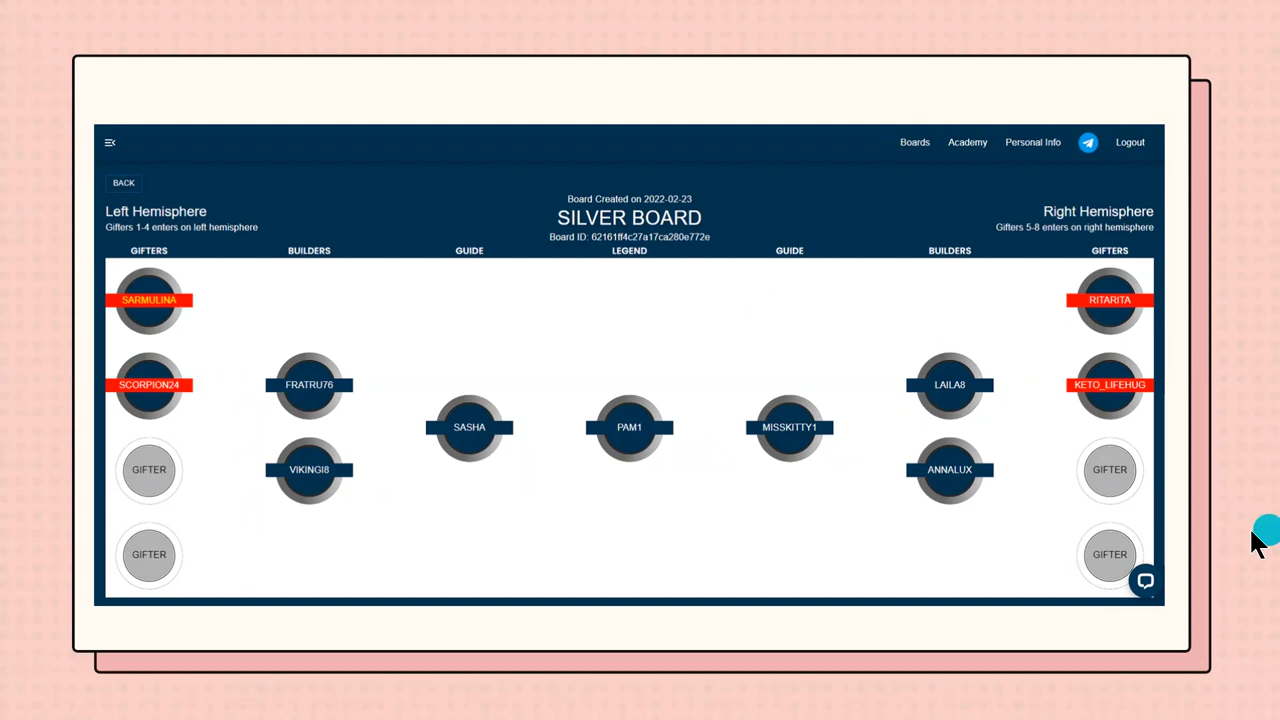 Boards Academy Personal Info Logout
BACK
Board Created on 2022-02-23
Left Hemisphere SILVER BOARD Right Hemisphere
Gifters 1-4 enters on left hemisphere Gifters 5-8 enters on right hemisphere
Board ID: 62161ff4c27a17ca280e772e
GIFTERS BUILDERS GUIDE LEGEND GUIDE BUILDERS GIFTERS
SARMULINA RITARITA
SCORPION24 FRATRU76 LAILA8 KETO_LIFEHUG
SASHA PAM1 MISSKITTY1
GIFTER VIKINGI8 ANNALUX GIFTER
GIFTER GIFTER